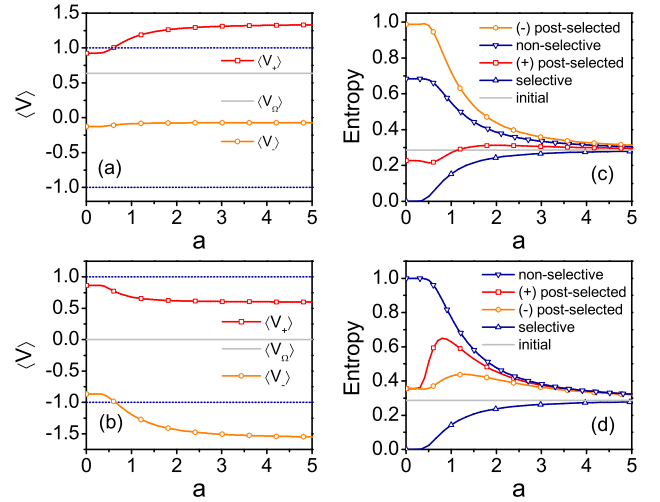 1.5
1.0
0.5
0.0
-0.5
-1.0
⟨V⟩
⟨V₊⟩
⟨V_Ω⟩
⟨V₋⟩
(a)
0 1 2 3 4 5
a
1.0
0.8
0.6
0.4
0.2
0.0
Entropy
(-) post-selected
non-selective
(+) post-selected
selective
initial
(c)
0 1 2 3 4 5
a
1.0
0.5
0.0
-0.5
-1.0
-1.5
⟨V⟩
⟨V₊⟩
⟨V_Ω⟩
⟨V₋⟩
(b)
0 1 2 3 4 5
a
1.0
0.8
0.6
0.4
0.2
0.0
Entropy
non-selective
(+) post-selected
(-) post-selected
selective
initial
(d)
0 1 2 3 4 5
a